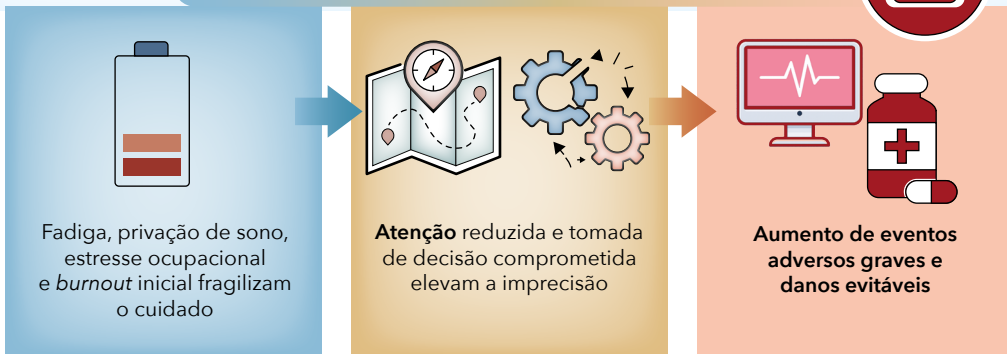 Fadiga, privação de sono,
estresse ocupacional
e burnout inicial fragilizam
o cuidado
Atenção reduzida e tomada
de decisão comprometida
elevam a imprecisão
Aumento de eventos
adversos graves e
danos evitáveis